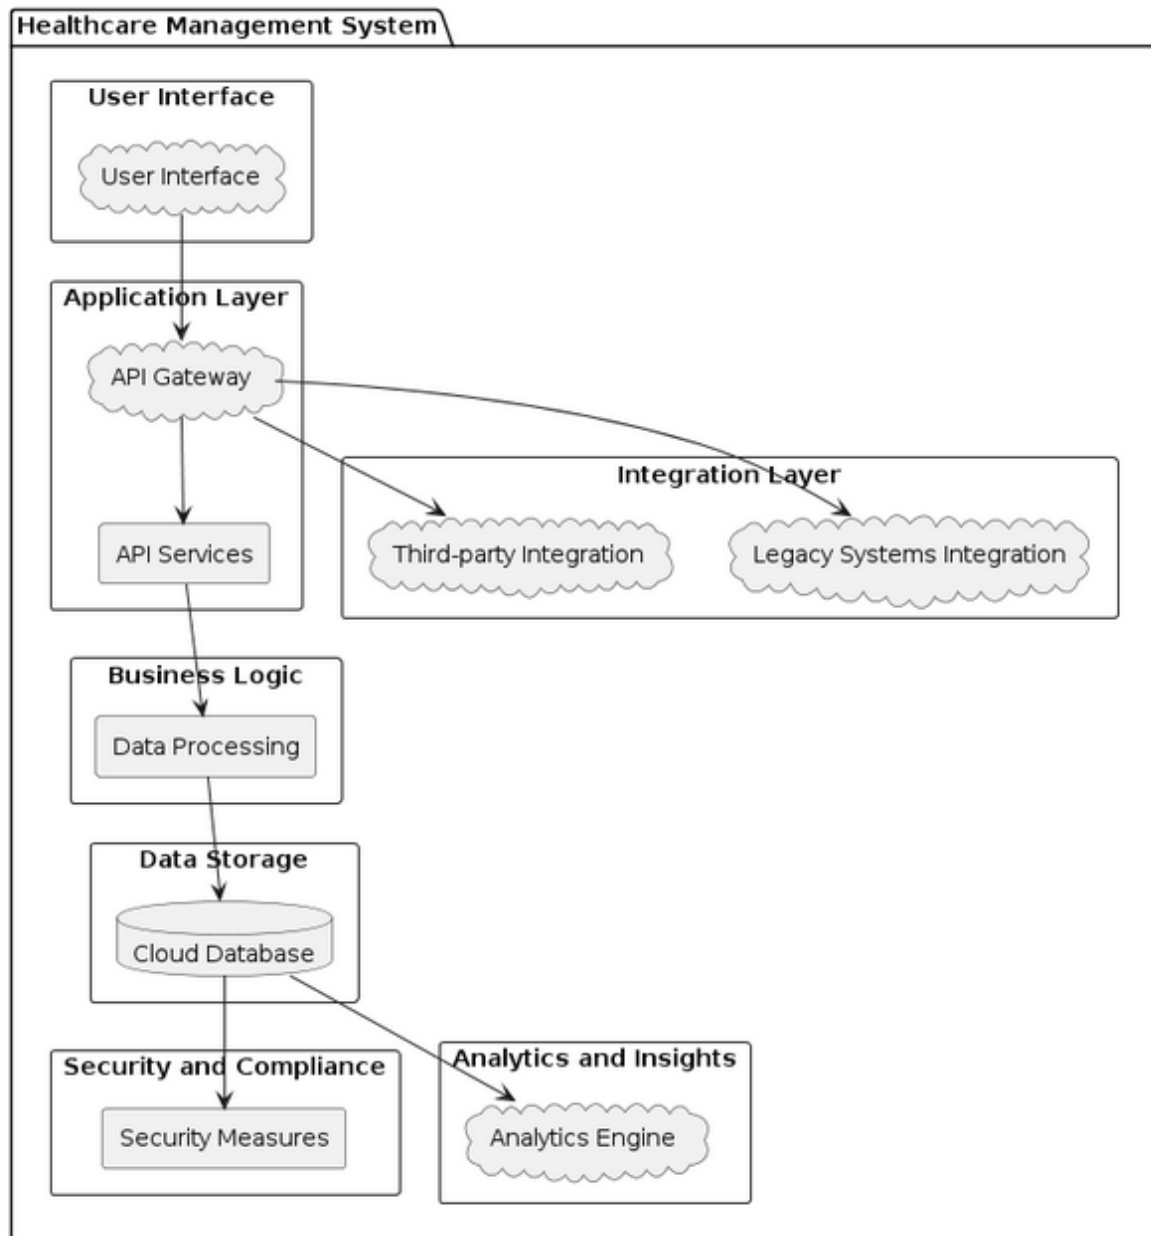 Healthcare Management System
User Interface
User Interface
Application Layer
API Gateway
Integration Layer
API Services
Third-party Integration
Legacy Systems Integration
Business Logic
Data Processing
Data Storage
Cloud Database
Security and Compliance
Security Measures
Analytics and Insights
Analytics Engine